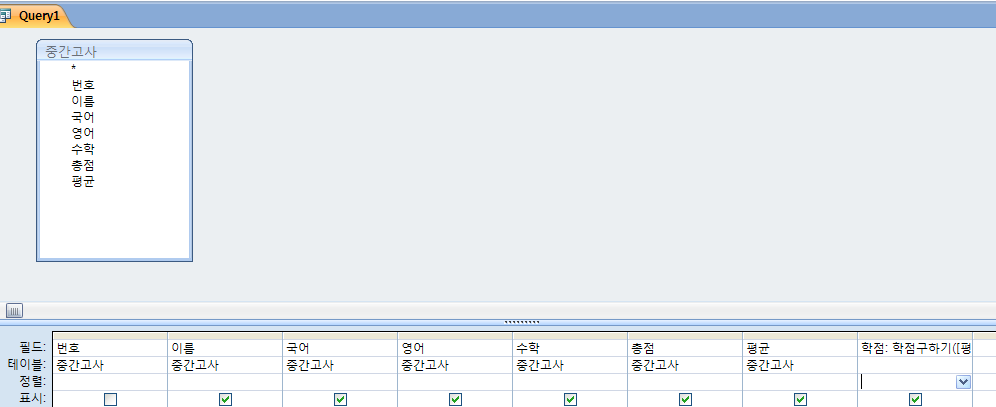 Query1
중간고사
*
번호
이름
국어
영어
수학
총점
평균
필드: 번호 이름 국어 영어 수학 총점 평균 학점: 학점구하기([평
테이블: 중간고사 중간고사 중간고사 중간고사 중간고사 중간고사 중간고사
정렬:
표시: